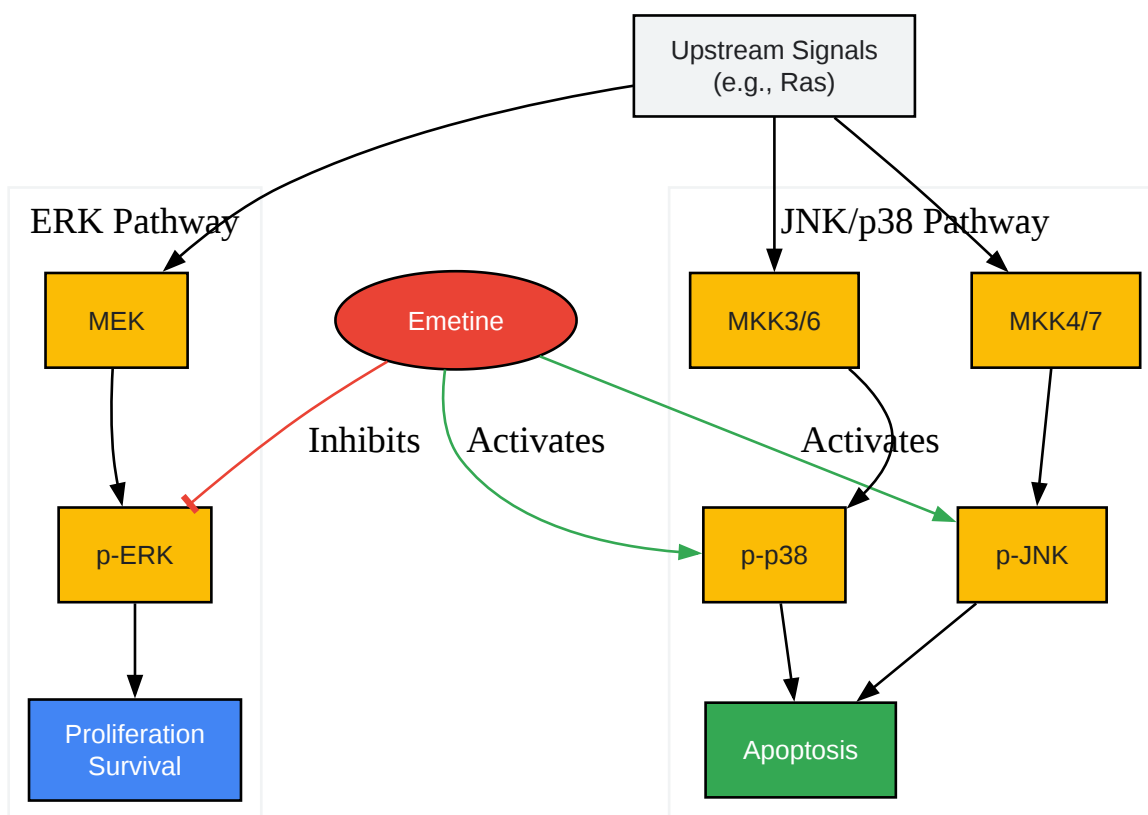 Upstream Signals
(e.g., Ras)
ERK Pathway
JNK/p38 Pathway
MEK
Emetine
MKK3/6
MKK4/7
Inhibits
Activates
Activates
p-ERK
p-p38
p-JNK
Proliferation
Survival
Apoptosis